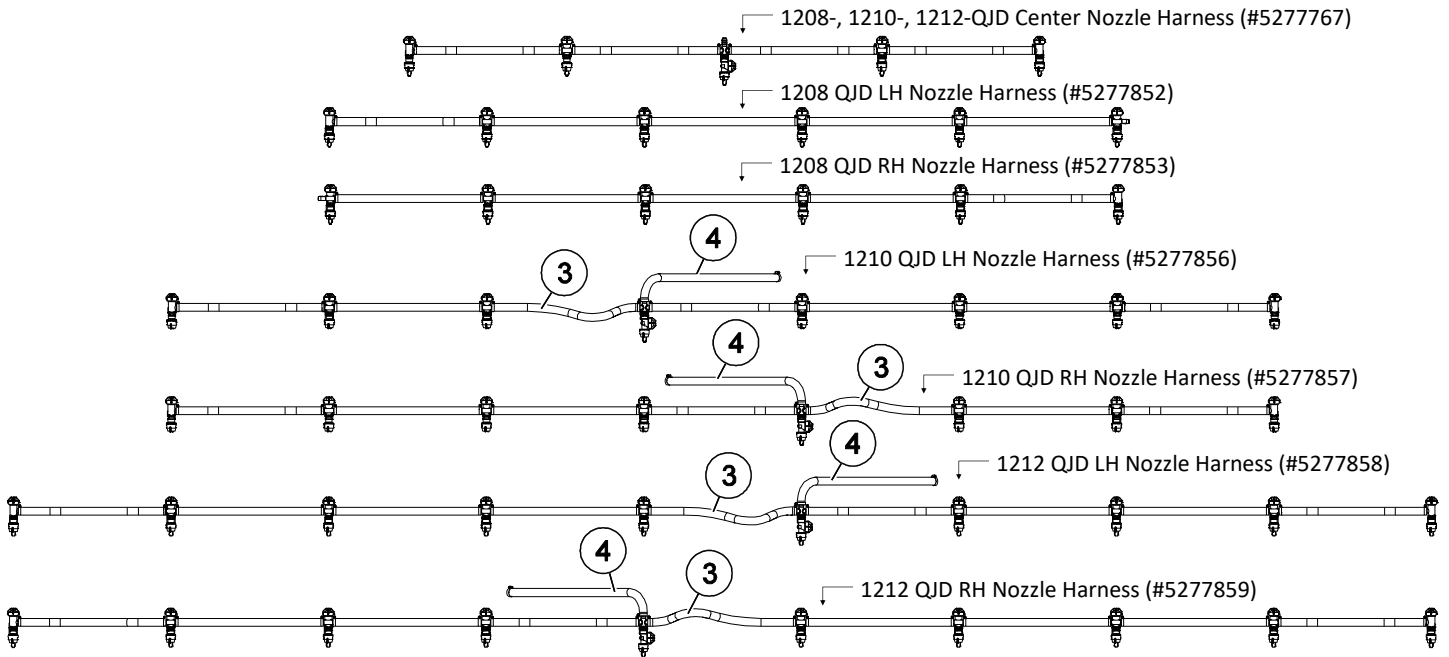 1208-, 1210-, 1212-QJD Center Nozzle Harness (#5277767)
1208 QJD LH Nozzle Harness (#5277852)
1208 QJD RH Nozzle Harness (#5277853)
4
1210 QJD LH Nozzle Harness (#5277856)
3
4
3
1210 QJD RH Nozzle Harness (#5277857)
4
1212 QJD LH Nozzle Harness (#5277858)
3
4
3
1212 QJD RH Nozzle Harness (#5277859)